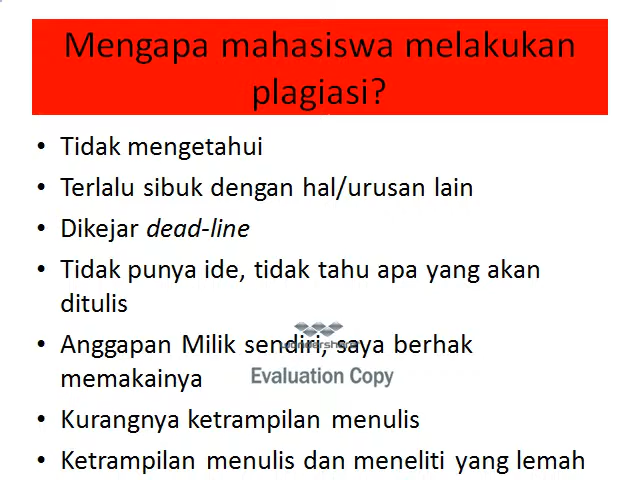 Mengapa mahasiswa melakukan
plagiasi?
• Tidak mengetahui
• Terlalu sibuk dengan hal/urusan lain
• Dikejar dead-line
• Tidak punya ide, tidak tahu apa yang akan
ditulis
• Anggapan Milik sendiri, saya berhak
memakainya
wondershare
Evaluation Copy
• Kurangnya ketrampilan menulis
• Ketrampilan menulis dan meneliti yang lemah